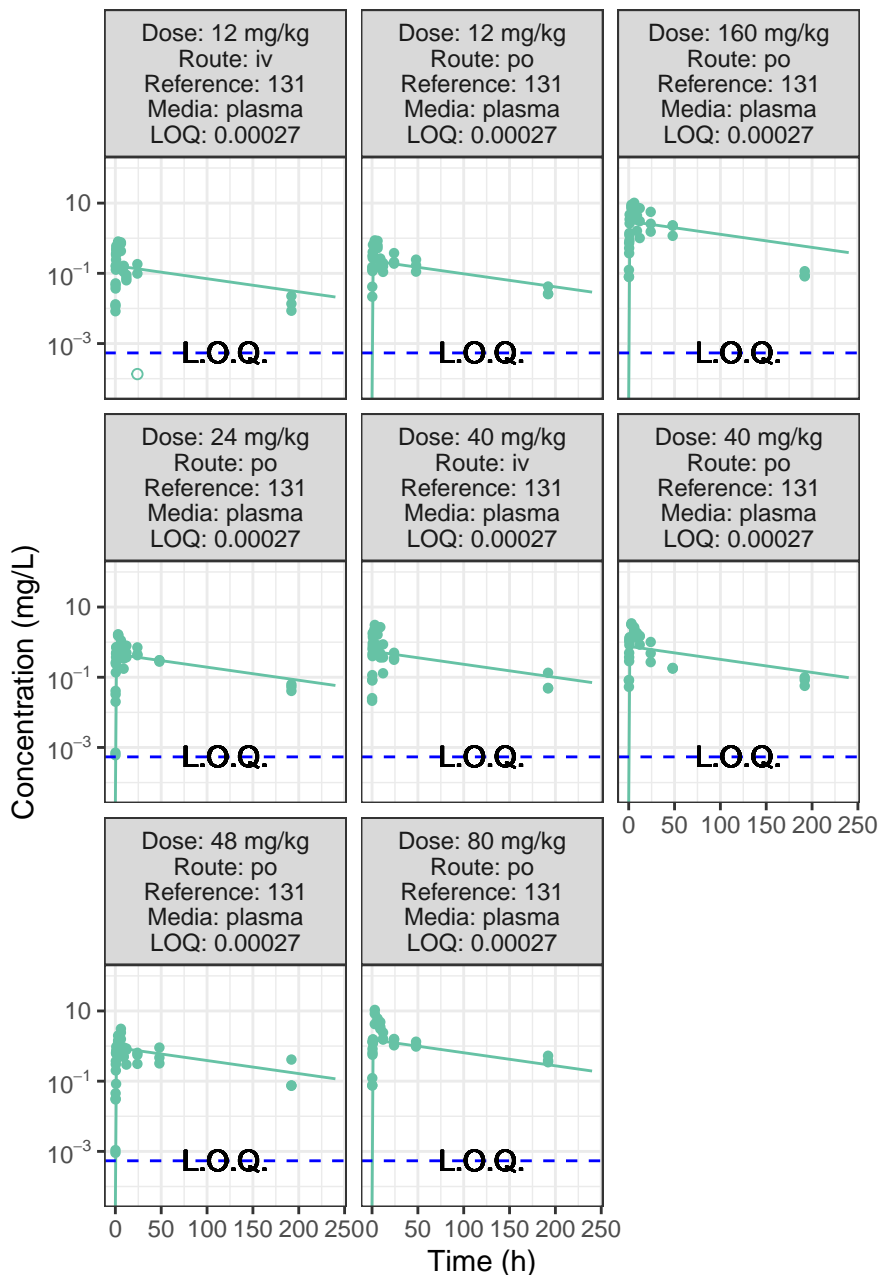 Dose: 12 mg/kg
Route: iv
Reference: 131
Media: plasma
LOQ: 0.00027
Dose: 12 mg/kg
Route: po
Reference: 131
Media: plasma
LOQ: 0.00027
Dose: 160 mg/kg
Route: po
Reference: 131
Media: plasma
LOQ: 0.00027
10
10⁻¹
10⁻³
L.O.Q.
L.O.Q.
L.O.Q.
Dose: 24 mg/kg
Route: po
Reference: 131
Media: plasma
LOQ: 0.00027
Dose: 40 mg/kg
Route: iv
Reference: 131
Media: plasma
LOQ: 0.00027
Dose: 40 mg/kg
Route: po
Reference: 131
Media: plasma
LOQ: 0.00027
Concentration (mg/L)
10
10⁻¹
10⁻³
L.O.Q.
L.O.Q.
L.O.Q.
0 50 100 150 200 250
Dose: 48 mg/kg
Route: po
Reference: 131
Media: plasma
LOQ: 0.00027
Dose: 80 mg/kg
Route: po
Reference: 131
Media: plasma
LOQ: 0.00027
10
10⁻¹
10⁻³
L.O.Q.
L.O.Q.
0 50 100 150 200 250
0 50 100 150 200 250
Time (h)